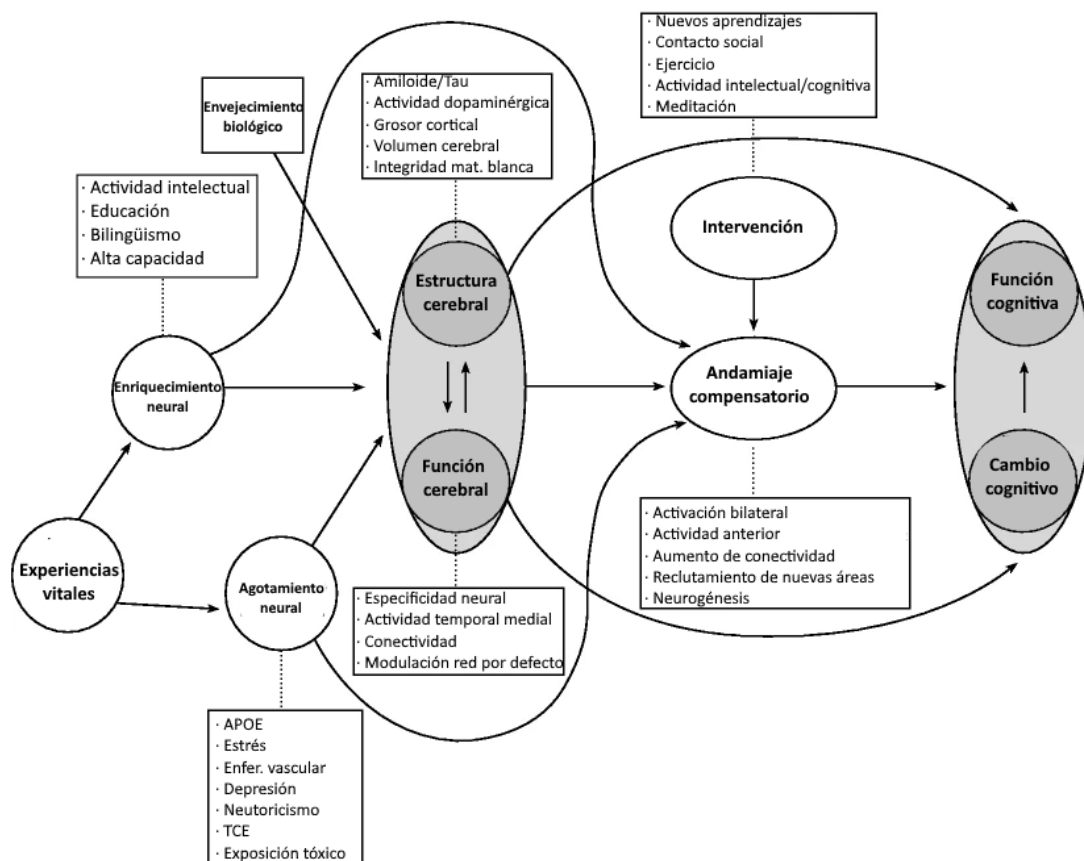 · Nuevos aprendizajes
· Contacto social
· Ejercicio
· Actividad intelectual/cognitiva
· Meditación
· Amiloide/Tau
· Actividad dopaminérgica
· Grosor cortical
· Volumen cerebral
· Integridad mat. blanca
Envejecimiento
biológico
· Actividad intelectual
· Educación
· Bilingüismo
· Alta capacidad
Intervención
Estructura
cerebral
Función
cognitiva
Enriquecimiento
neural
Andamiaje
compensatorio
Función
cerebral
Cambio
cognitivo
Experiencias
vitales
Agotamiento
neural
· Activación bilateral
· Actividad anterior
· Aumento de conectividad
· Reclutamiento de nuevas áreas
· Neurogénesis
· Especificidad neural
· Actividad temporal medial
· Conectividad
· Modulación red por defecto
· APOE
· Estrés
· Enfer. vascular
· Depresión
· Neutoricismo
· TCE
· Exposición tóxico